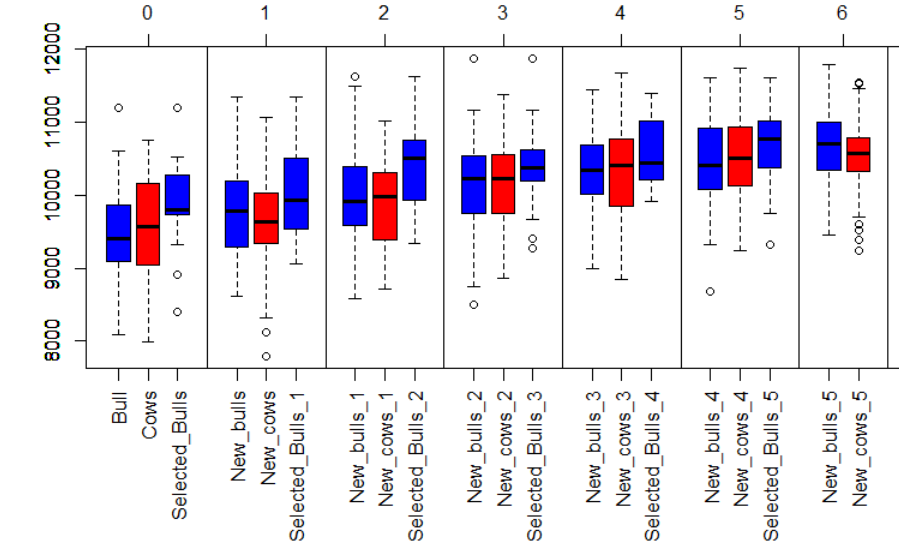 0 1 2 3 4 5 6
12000
11000
10000
9000
8000
Bull
Cows
Selected_Bulls
New_bulls
New_cows
Selected_Bulls_1
New_bulls_1
New_cows_1
Selected_Bulls_2
New_bulls_2
New_cows_2
Selected_Bulls_3
New_bulls_3
New_cows_3
Selected_Bulls_4
New_bulls_4
New_cows_4
Selected_Bulls_5
New_bulls_5
New_cows_5